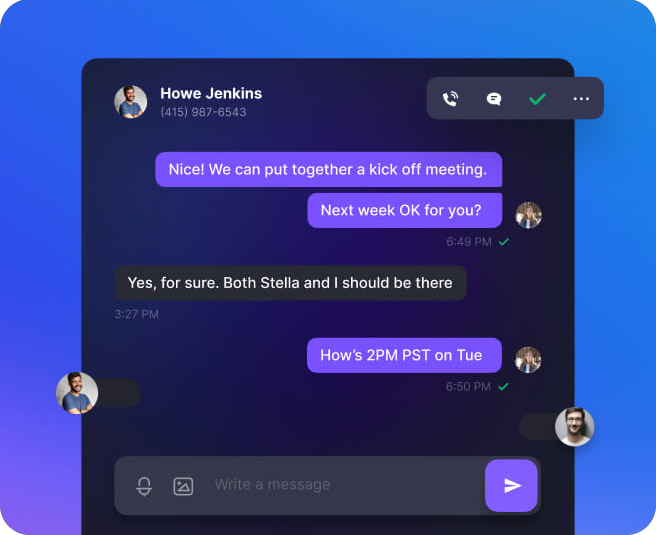 Howe Jenkins
(415) 987-6543
Nice! We can put together a kick off meeting.
Next week OK for you?
6:49 PM
Yes, for sure. Both Stella and I should be there
3:27 PM
How’s 2PM PST on Tue
6:50 PM
Write a message